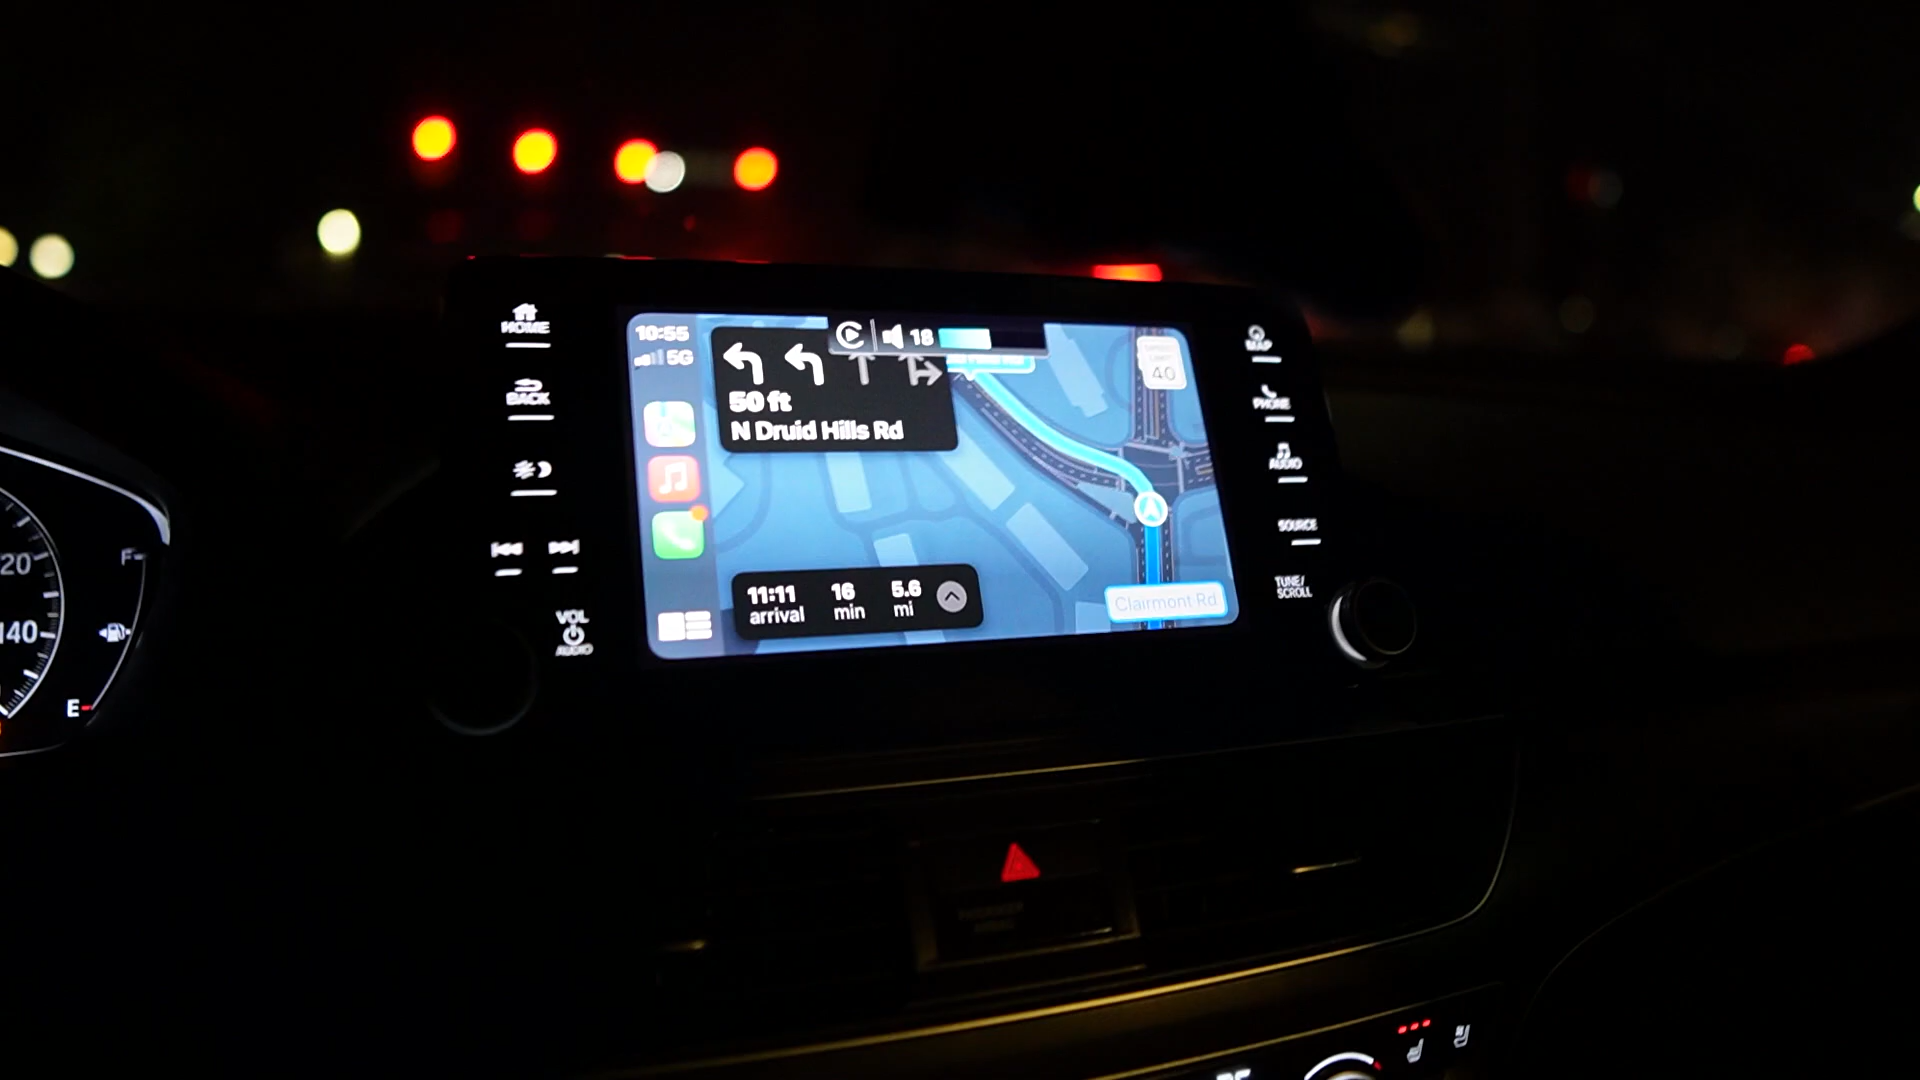 HOME
BACK
VOL
AUDIO
10:55
5G
18
50 ft
N Druid Hills Rd
11:11 16 5.6
arrival min mi
LIMIT
40
Clairmont Rd
MAP
PHONE
AUDIO
SOURCE
TUNE/
SCROLL
20
140
F
E